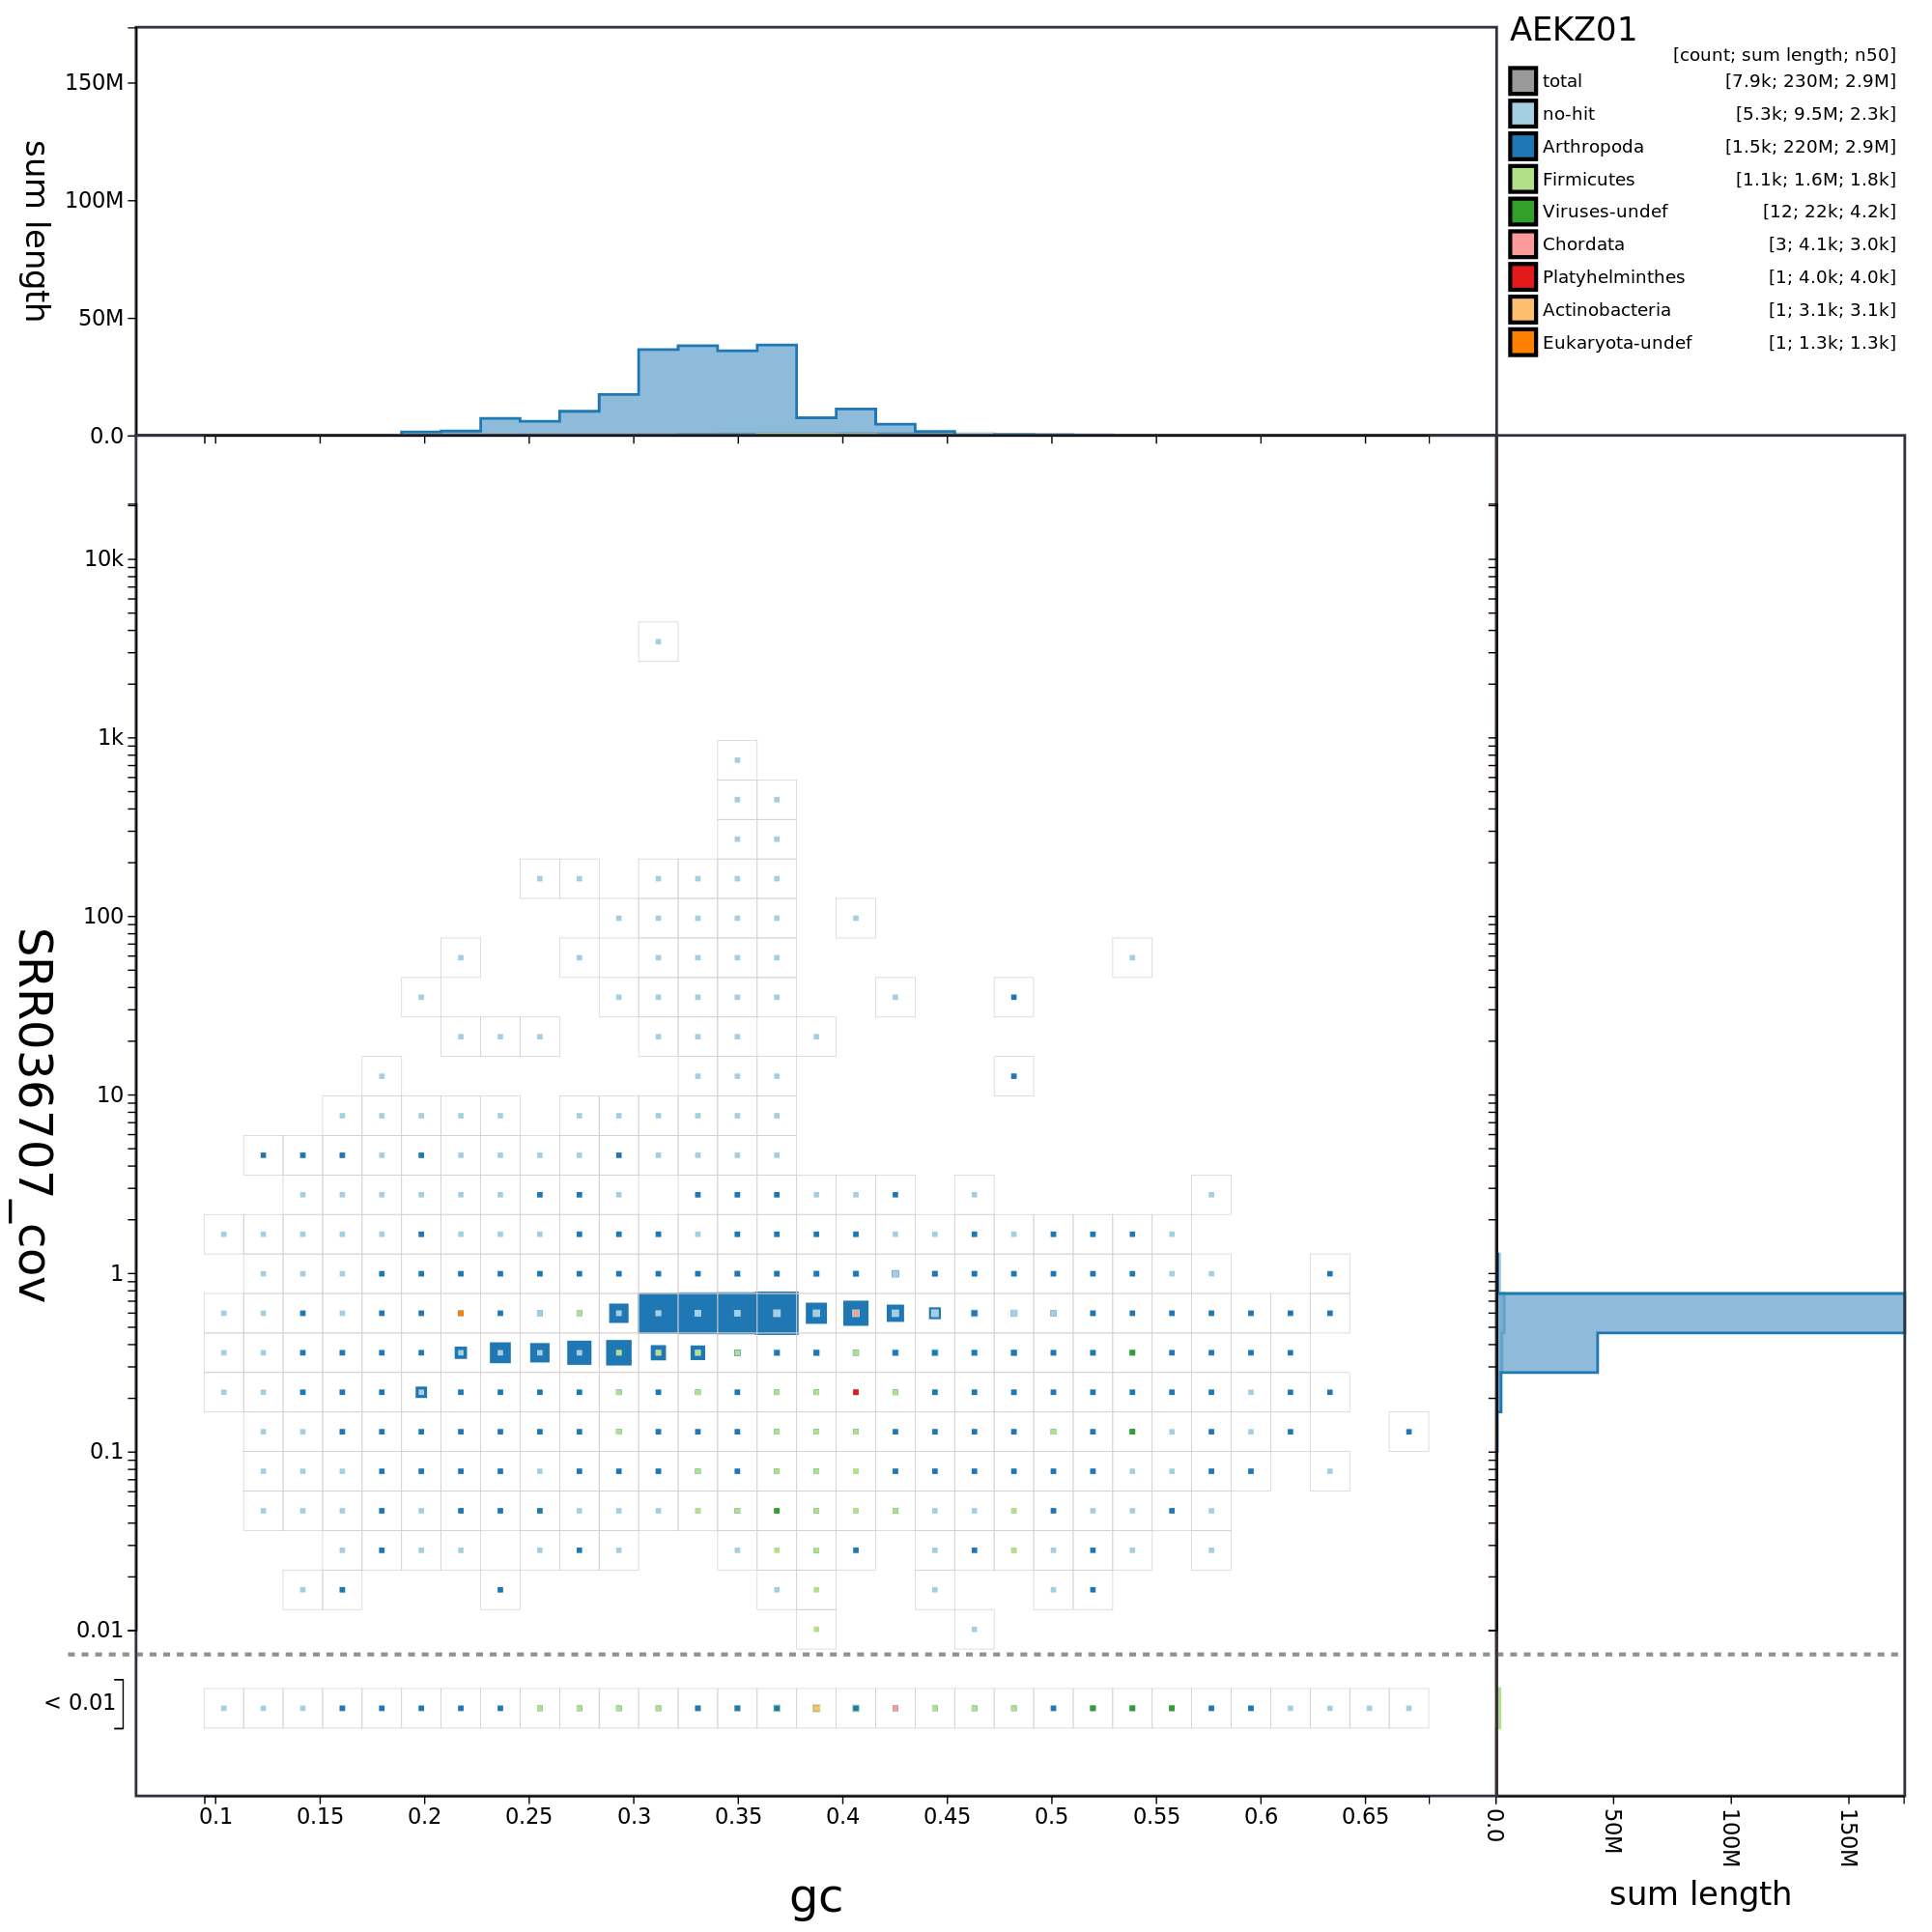 AEKZ01
[count; sum length; n50]
total [7.9k; 230M; 2.9M]
no-hit [5.3k; 9.5M; 2.3k]
Arthropoda [1.5k; 220M; 2.9M]
Firmicutes [1.1k; 1.6M; 1.8k]
Viruses-undef [12; 22k; 4.2k]
Chordata [3; 4.1k; 3.0k]
Platyhelminthes [1; 4.0k; 4.0k]
Actinobacteria [1; 3.1k; 3.1k]
Eukaryota-undef [1; 1.3k; 1.3k]
sum length
150M
100M
50M
0.0
SRR036707_cov
10k
1k
100
10
1
0.1
0.01
< 0.01
0.1 0.15 0.2 0.25 0.3 0.35 0.4 0.45 0.5 0.55 0.6 0.65
gc
0.0 50M 100M 150M
sum length